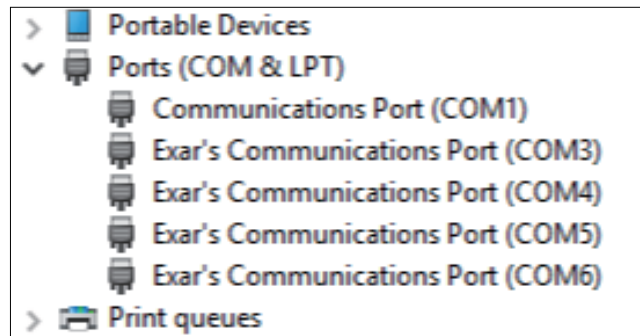 Portable Devices
Ports (COM & LPT)
Communications Port (COM1)
Exar's Communications Port (COM3)
Exar's Communications Port (COM4)
Exar's Communications Port (COM5)
Exar's Communications Port (COM6)
Print queues